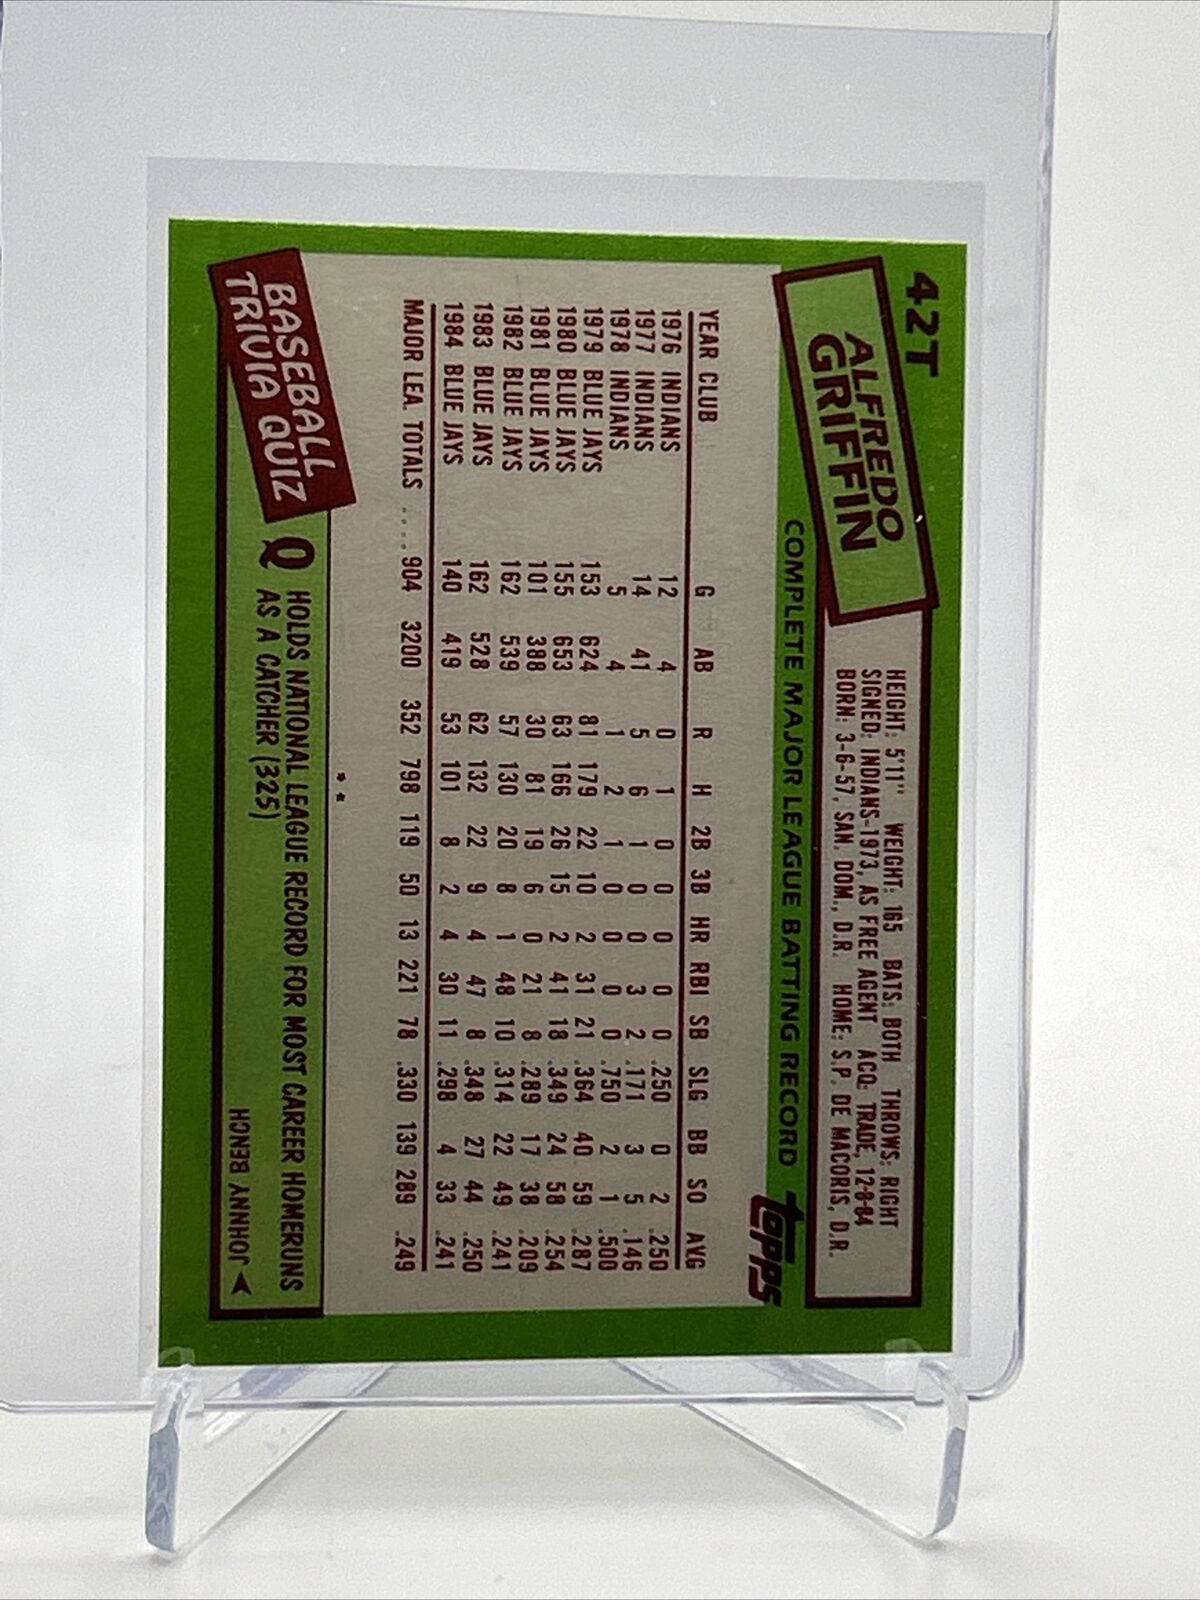 42T
ALFREDO
GRIFFIN
HEIGHT: 5'11" WEIGHT: 165 BATS: BOTH THROWS: RIGHT
SIGNED: INDIANS-1973, AS FREE AGENT ACQ: TRADE, 12-8-84
BORN: 3-6-57, SAN. DOM., D.R. HOME: S.P. DE MACORIS, D.R.
COMPLETE MAJOR LEAGUE BATTING RECORD
topps
YEAR CLUB G AB R H 2B 3B HR RBI SB SLG BB SO AVG
1976 INDIANS 12 4 0 1 0 0 0 0 0 .250 0 2 .250
1977 INDIANS 14 41 5 6 1 0 0 3 2 .171 3 5 .146
1978 INDIANS 5 4 1 2 1 0 0 0 0 .750 2 1 .500
1979 BLUE JAYS 153 624 81 179 22 10 2 31 21 .364 40 59 .287
1980 BLUE JAYS 155 653 63 166 26 15 2 41 18 .349 24 58 .254
1981 BLUE JAYS 101 388 30 81 19 6 0 21 8 .289 17 38 .209
1982 BLUE JAYS 162 539 57 130 20 8 1 48 10 .314 22 49 .241
1983 BLUE JAYS 162 528 62 132 22 9 4 47 8 .348 27 44 .250
1984 BLUE JAYS 140 419 53 101 8 2 4 30 11 .298 4 33 .241
MAJOR LEA. TOTALS .... 904 3200 352 798 119 50 13 221 78 .330 139 289 .249
* *
BASEBALL
TRIVIA QUIZ
Q HOLDS NATIONAL LEAGUE RECORD FOR MOST CAREER HOMERUNS
AS A CATCHER (325)
JOHNNY BENCH